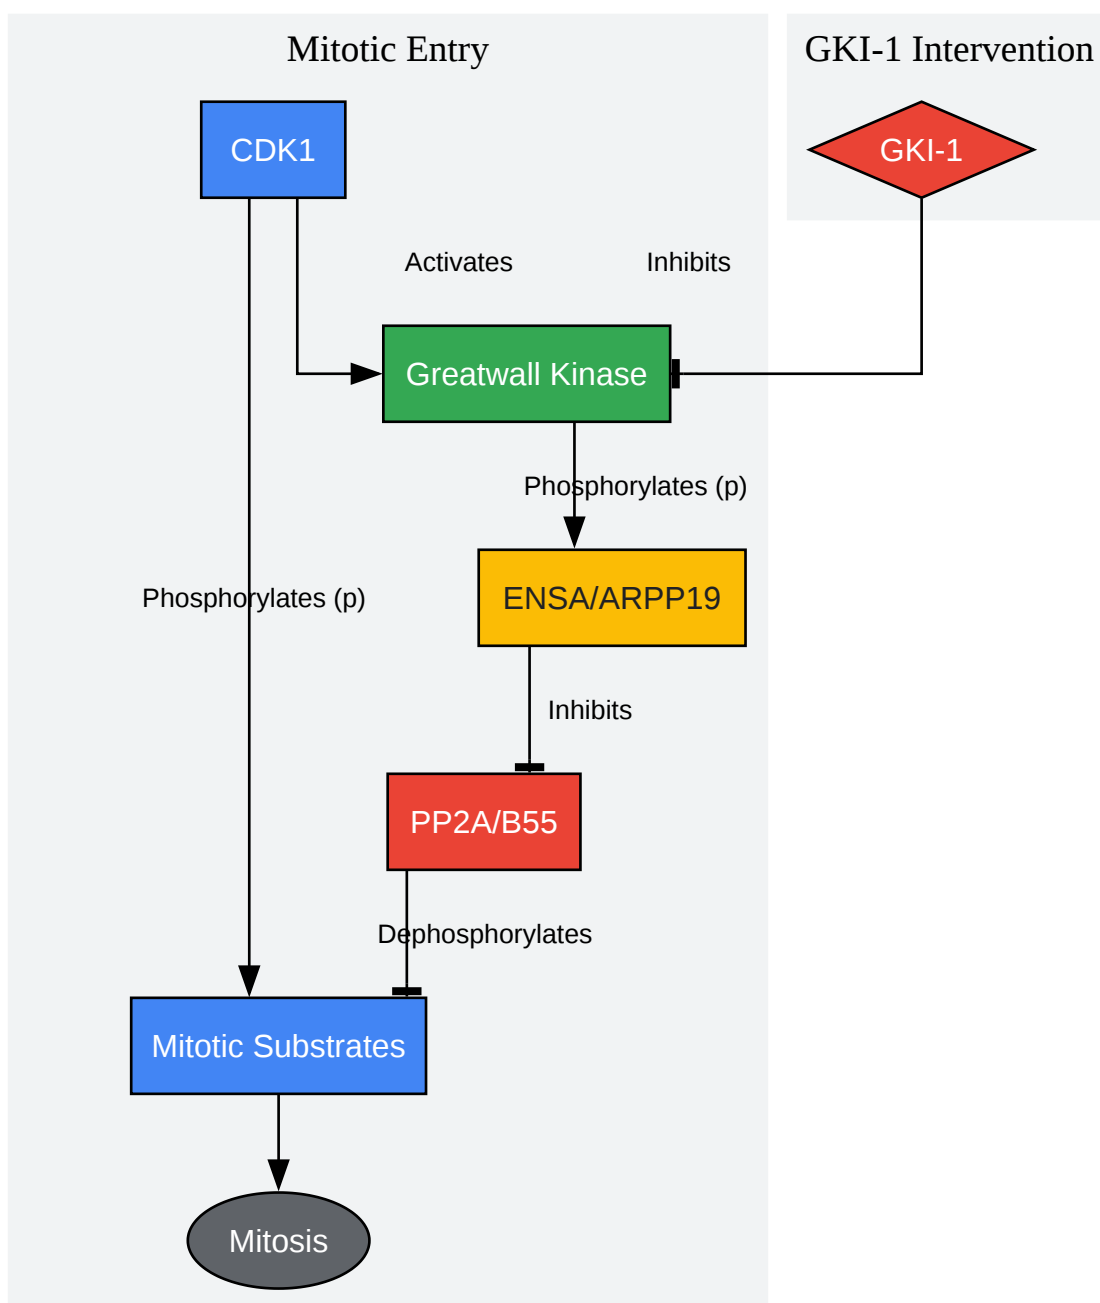 Mitotic Entry
GKI-1 Intervention
CDK1
GKI-1
Activates
Inhibits
Greatwall Kinase
Phosphorylates (p)
ENSA/ARPP19
Phosphorylates (p)
Inhibits
PP2A/B55
Dephosphorylates
Mitotic Substrates
Mitosis